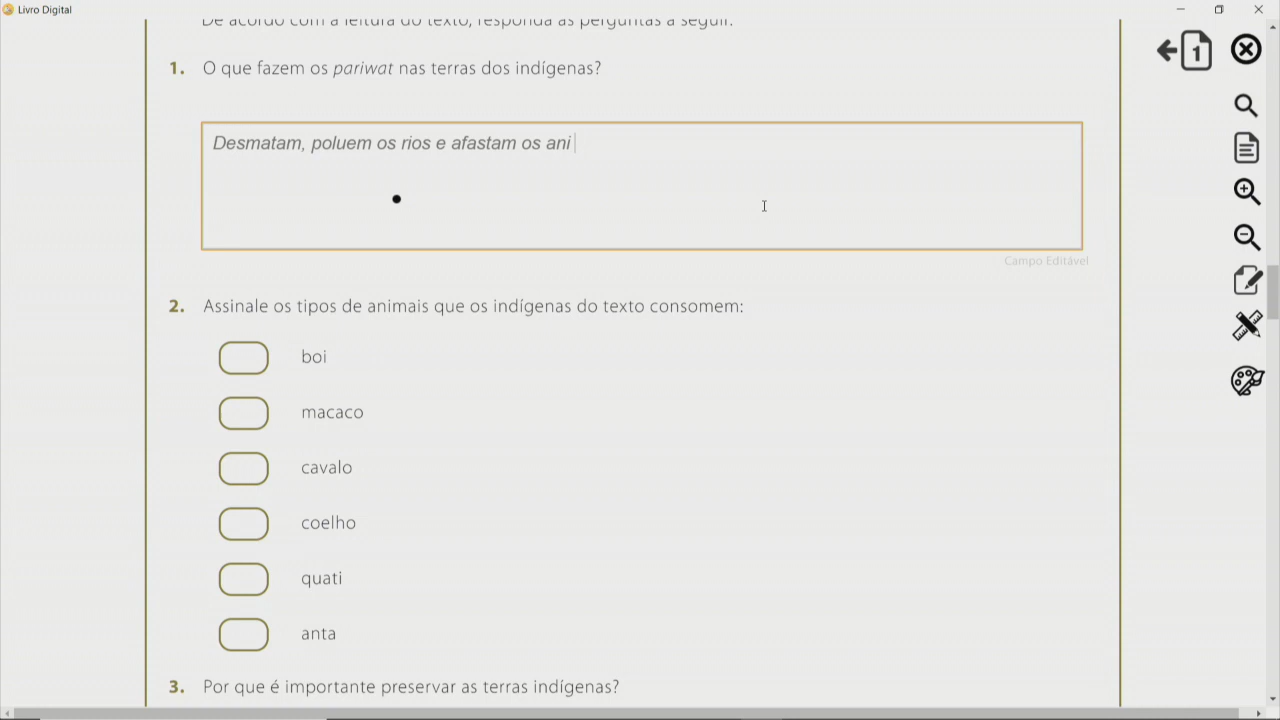 Livro Digital
De acordo com a leitura do texto, responda às perguntas a seguir.
1. O que fazem os pariwat nas terras dos indígenas?
Desmatam, poluem os rios e afastam os ani
Campo Editável
2. Assinale os tipos de animais que os indígenas do texto consomem:
boi
macaco
cavalo
coelho
quati
anta
3. Por que é importante preservar as terras indígenas?
1